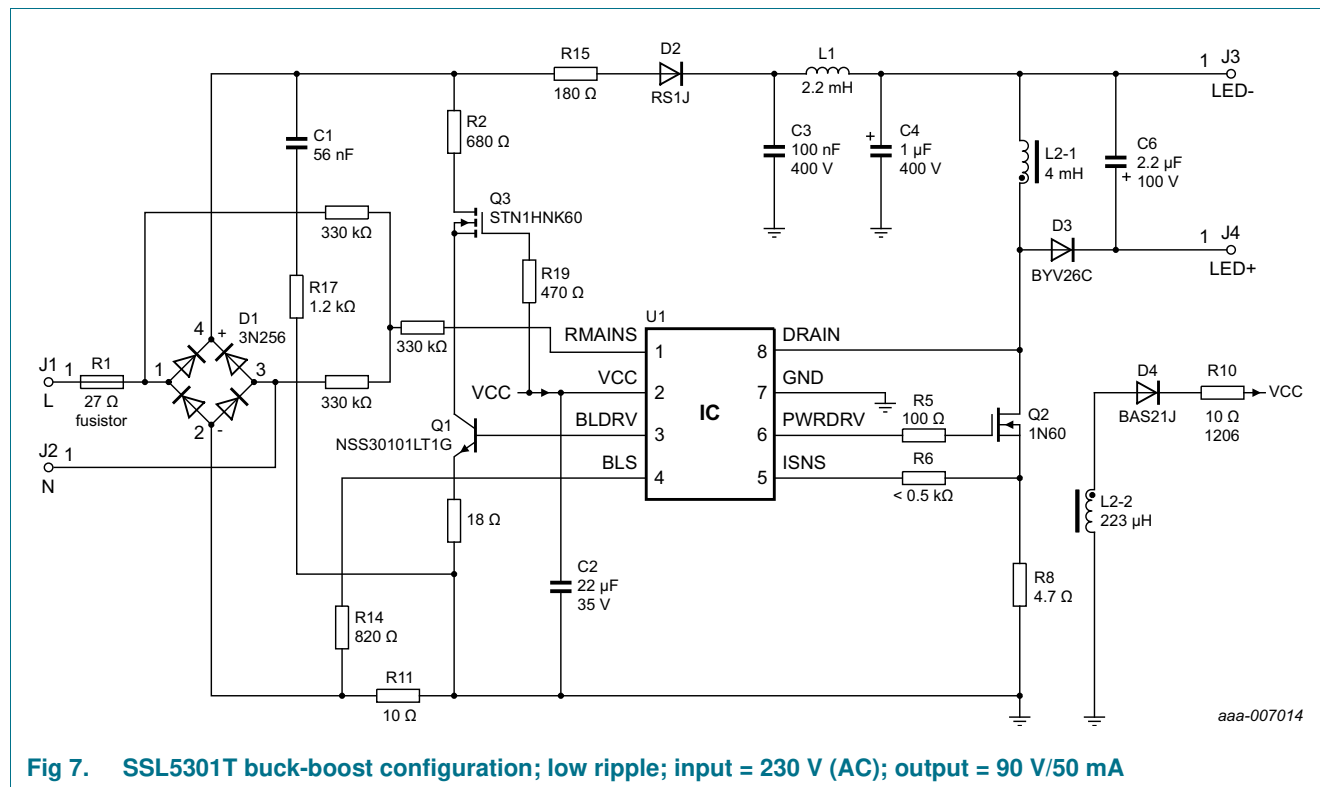 R15
180 Ω
D2
RS1J
L1
2.2 mH
1 J3
LED-
C1
56 nF
R2
680 Ω
C3
100 nF
400 V
+
C4
1 µF
400 V
L2-1
4 mH
C6
2.2 µF
100 V
+
Q3
STN1HNK60
330 kΩ
R19
470 Ω
D3
BYV26C
1 J4
LED+
R17
1.2 kΩ
D1
3N256
4 +
1
3
2 -
J1 1
L
R1
27 Ω
fusistor
330 kΩ
330 kΩ
J2 1
N
U1
IC
RMAINS
1
VCC
VCC
2
BLDRV
3
BLS
4
DRAIN
8
GND
7
PWRDRV
6
ISNS
5
R5
100 Ω
R6
< 0.5 kΩ
Q2
1N60
D4
BAS21J
R10
10 Ω
1206
VCC
Q1
NSS30101LT1G
18 Ω
L2-2
223 µH
C2
22 µF
35 V
R14
820 Ω
R8
4.7 Ω
R11
10 Ω
aaa-007014
Fig 7. SSL5301T buck-boost configuration; low ripple; input = 230 V (AC); output = 90 V/50 mA